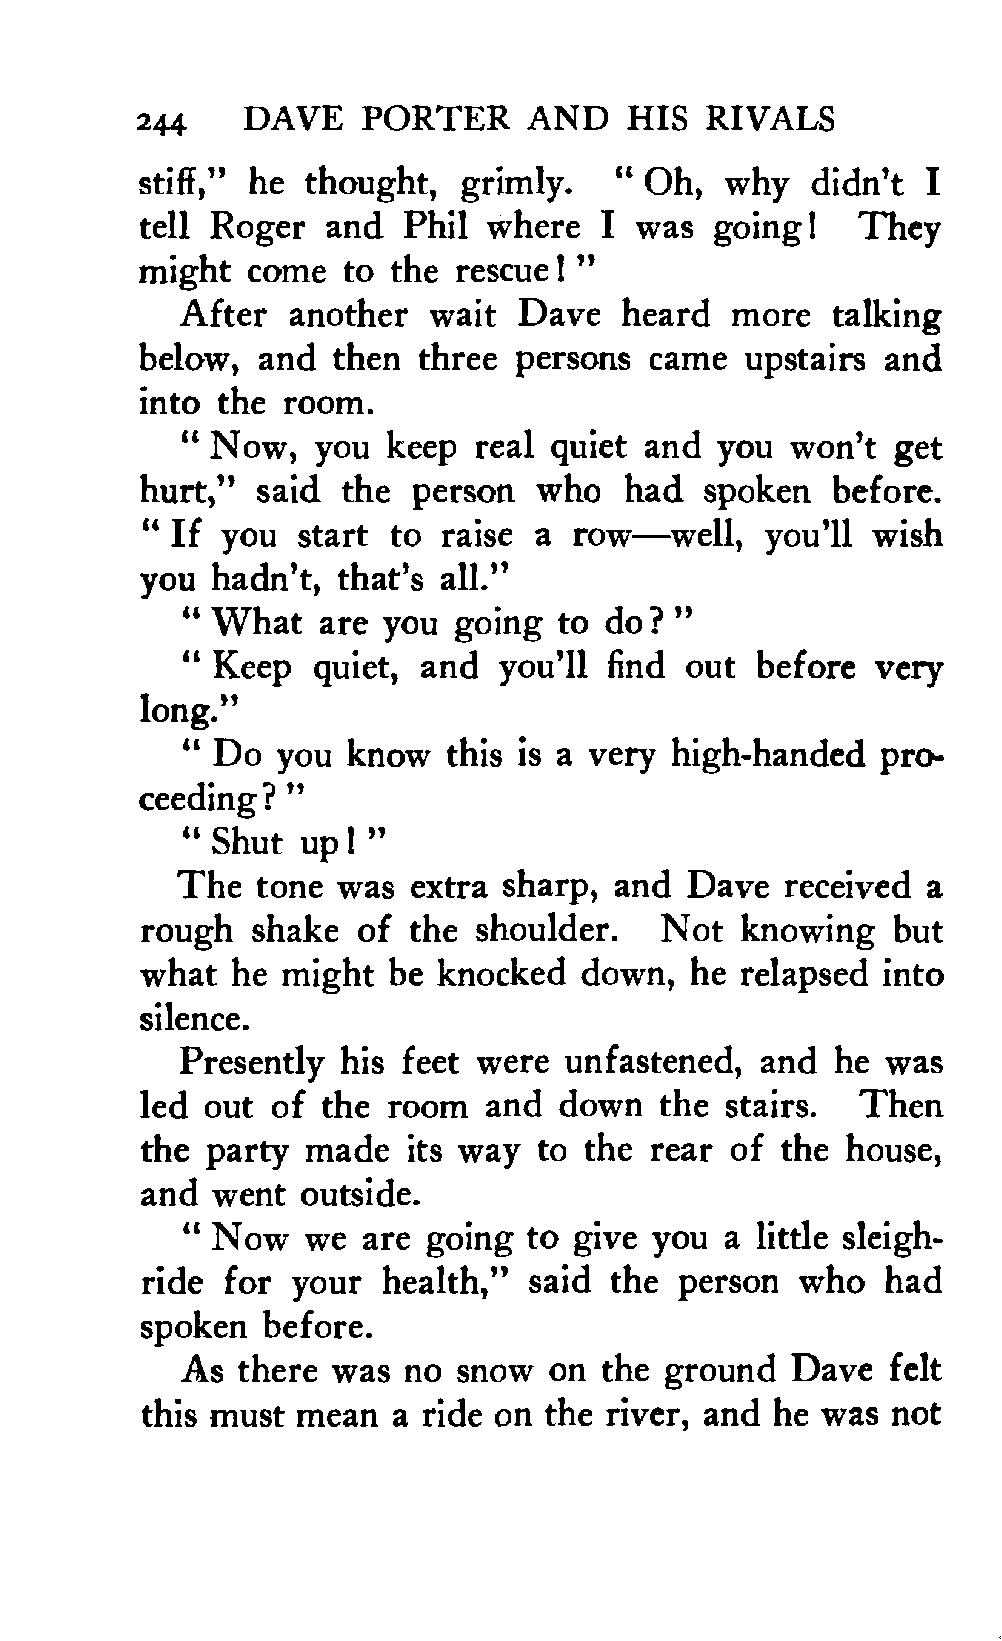 244 DAVE PORTER AND HIS RIVALS
stiff," he thought, grimly. " Oh, why didn't I
tell Roger and Phil where I was going! They
might come to the rescue! "
After another wait Dave heard more talking
below, and then three persons came upstairs and
into the room.
" Now, you keep real quiet and you won't get
hurt," said the person who had spoken before.
" If you start to raise a row—well, you'll wish
you hadn't, that's all."
" What are you going to do? "
" Keep quiet, and you'll find out before very
long."
" Do you know this is a very high-handed pro-
ceeding? "
" Shut up! "
The tone was extra sharp, and Dave received a
rough shake of the shoulder. Not knowing but
what he might be knocked down, he relapsed into
silence.
Presently his feet were unfastened, and he was
led out of the room and down the stairs. Then
the party made its way to the rear of the house,
and went outside.
" Now we are going to give you a little sleigh-
ride for your health," said the person who had
spoken before.
As there was no snow on the ground Dave felt
this must mean a ride on the river, and he was not